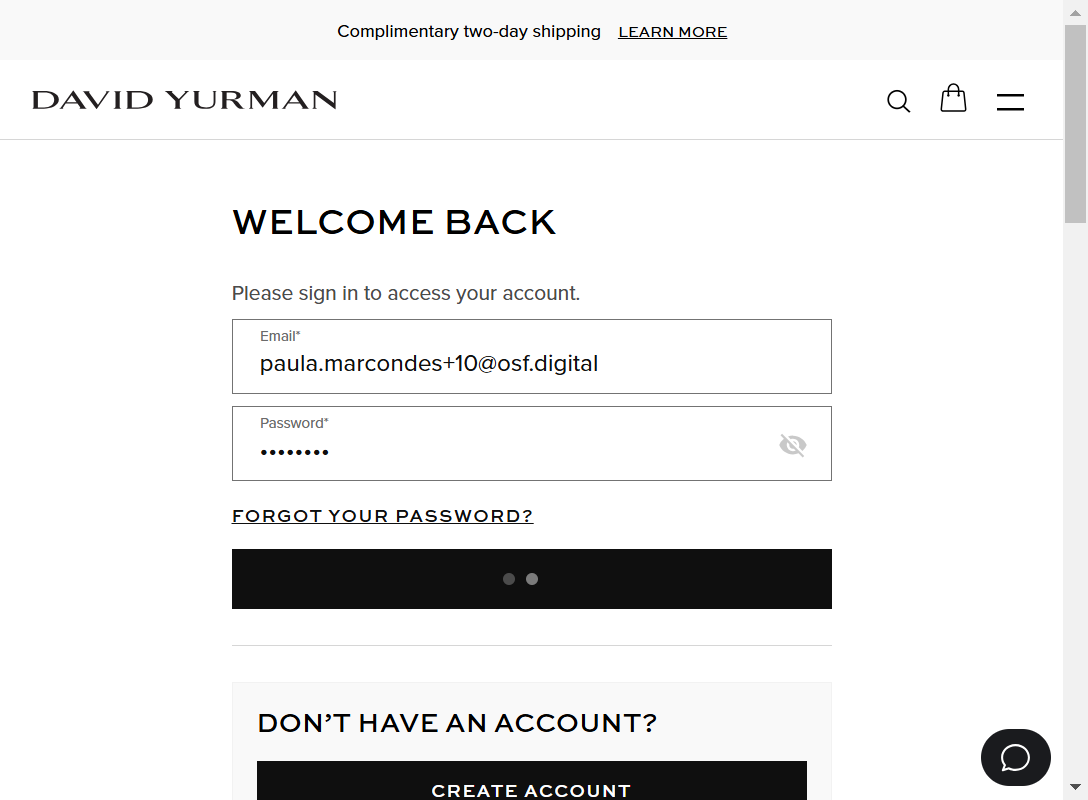 Complimentary two-day shipping LEARN MORE
DAVID YURMAN
WELCOME BACK
Please sign in to access your account.
Email*
paula.marcondes+10@osf.digital
Password*
••••••••
FORGOT YOUR PASSWORD?
DON’T HAVE AN ACCOUNT?
CREATE ACCOUNT